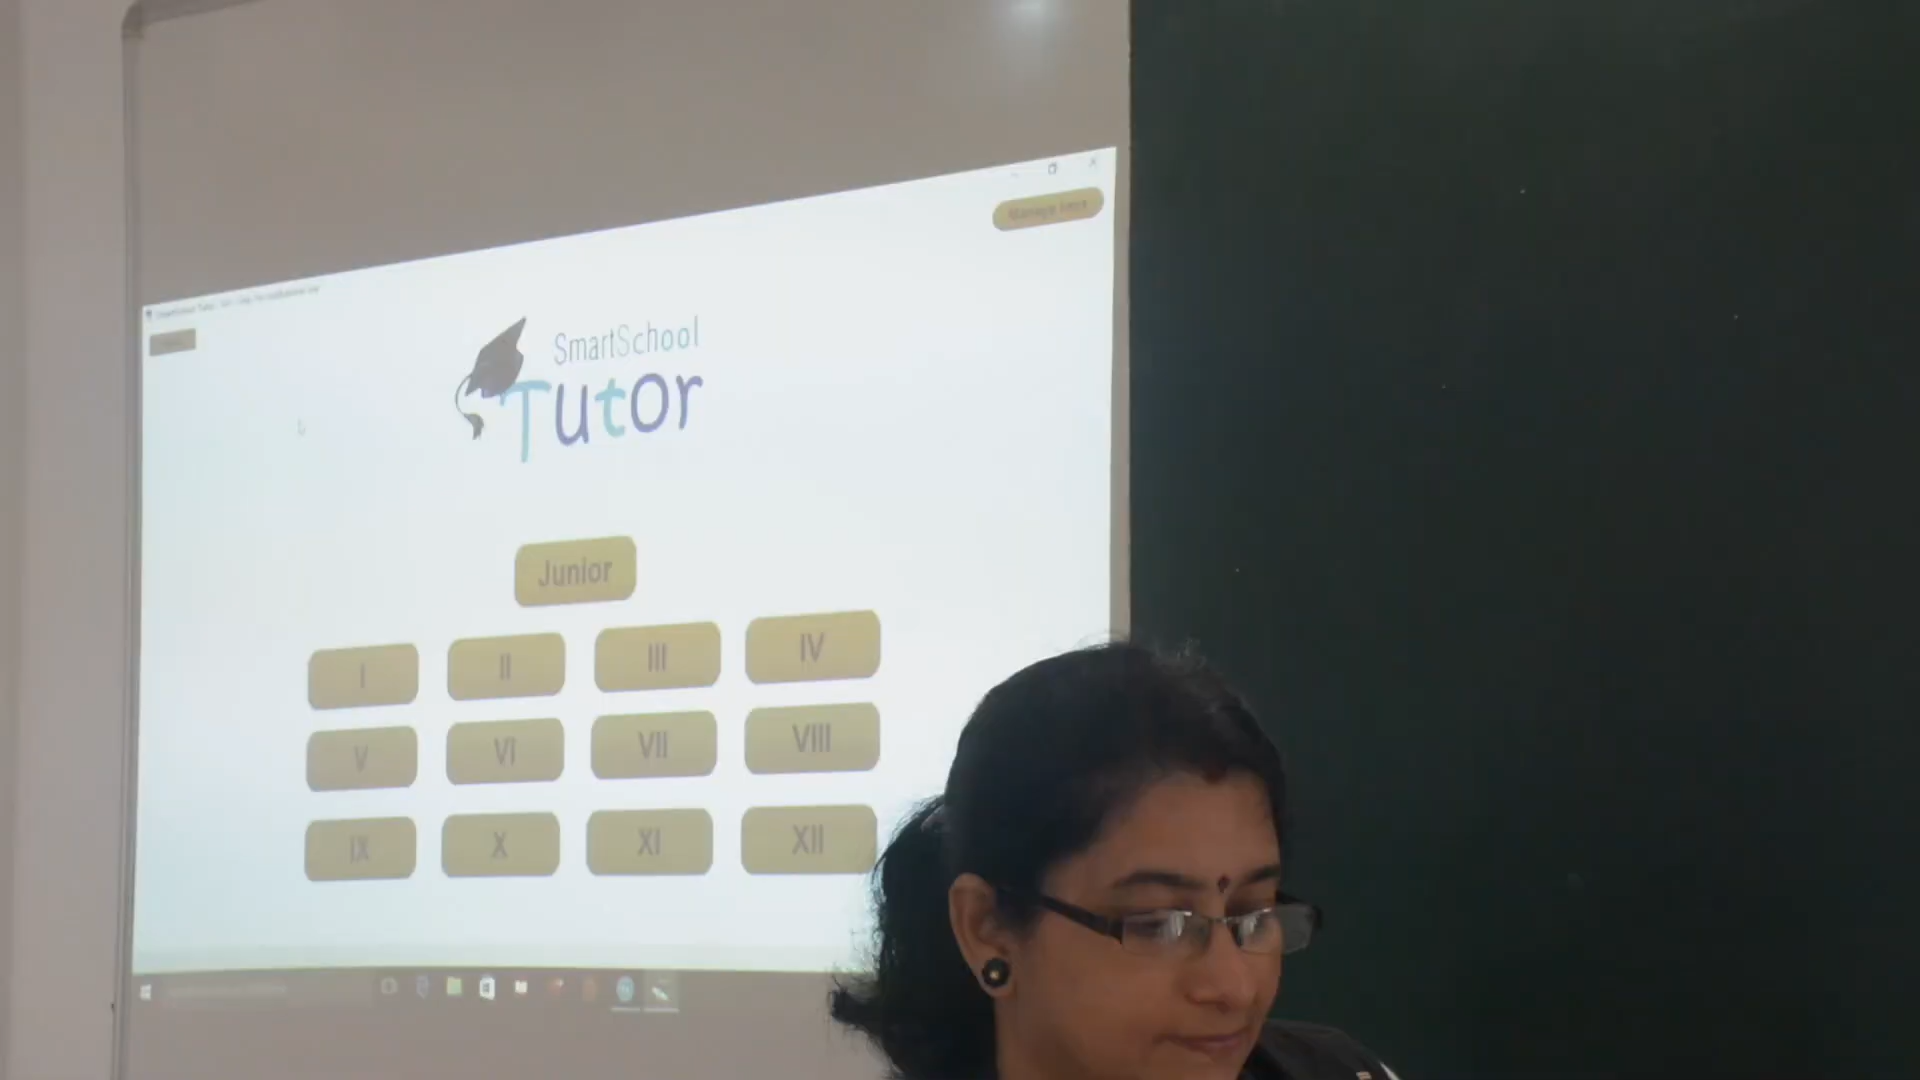 SmartSchool
Tutor
Junior
I II III IV
V VI VII VIII
IX X XI XII